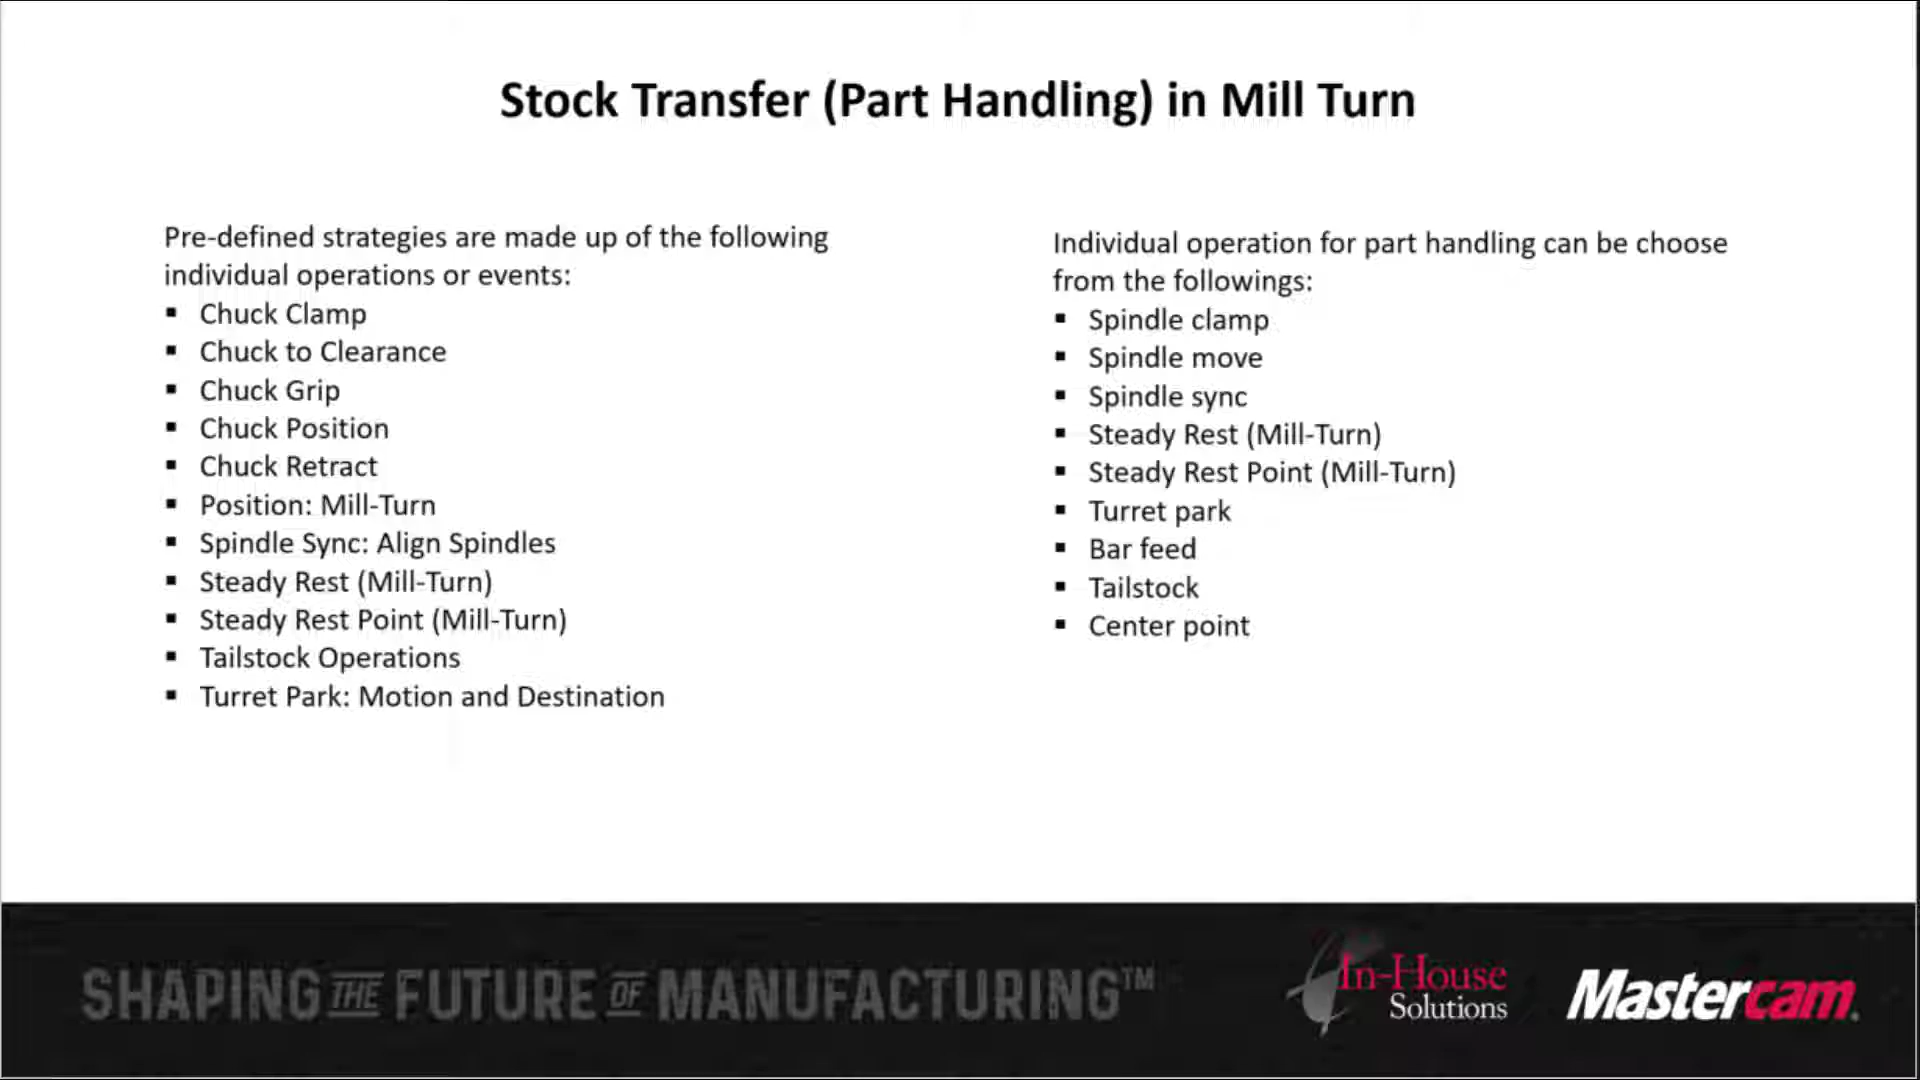 Stock Transfer (Part Handling) in Mill Turn
Pre-defined strategies are made up of the following
individual operations or events:
▪ Chuck Clamp
▪ Chuck to Clearance
▪ Chuck Grip
▪ Chuck Position
▪ Chuck Retract
▪ Position: Mill-Turn
▪ Spindle Sync: Align Spindles
▪ Steady Rest (Mill-Turn)
▪ Steady Rest Point (Mill-Turn)
▪ Tailstock Operations
▪ Turret Park: Motion and Destination
Individual operation for part handling can be choose
from the followings:
▪ Spindle clamp
▪ Spindle move
▪ Spindle sync
▪ Steady Rest (Mill-Turn)
▪ Steady Rest Point (Mill-Turn)
▪ Turret park
▪ Bar feed
▪ Tailstock
▪ Center point
SHAPING THE FUTURE OF MANUFACTURING™
In-House
Solutions
Mastercam.